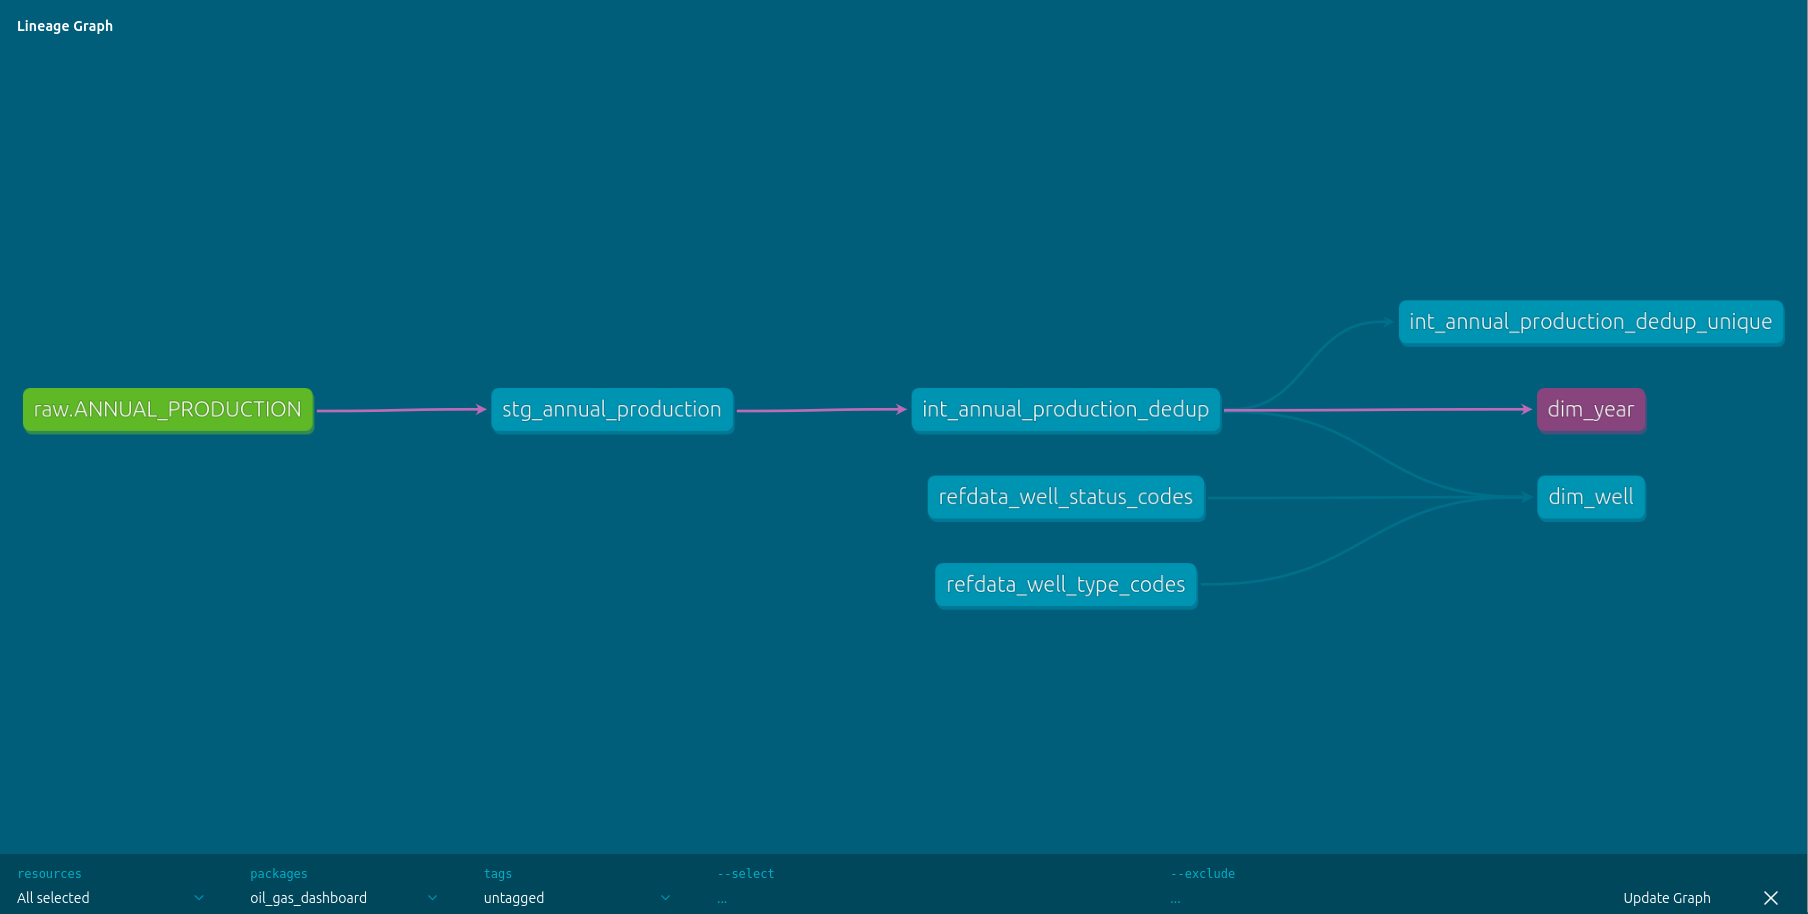 Lineage Graph
int_annual_production_dedup_unique
raw.ANNUAL_PRODUCTION
stg_annual_production
int_annual_production_dedup
dim_year
refdata_well_status_codes
dim_well
refdata_well_type_codes
resources
All selected
packages
oil_gas_dashboard
tags
untagged
--select
...
--exclude
...
Update Graph